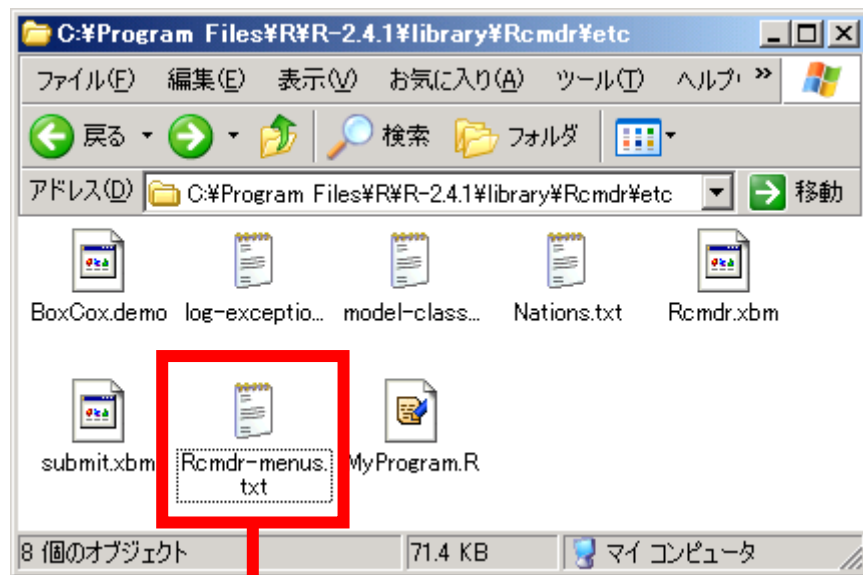 C:¥Program Files¥R¥R-2.4.1¥library¥Rcmdr¥etc
ファイル(F) 編集(E) 表示(V) お気に入り(A) ツール(T) ヘルプ »
戻る 検索 フォルダ
アドレス(D) C:¥Program Files¥R¥R-2.4.1¥library¥Rcmdr¥etc 移動
BoxCox.demo log-exceptio... model-class... Nations.txt Rcmdr.xbm
submit.xbm Rcmdr-menus. MyProgram.R
txt
8 個のオブジェクト 71.4 KB マイ コンピュータ